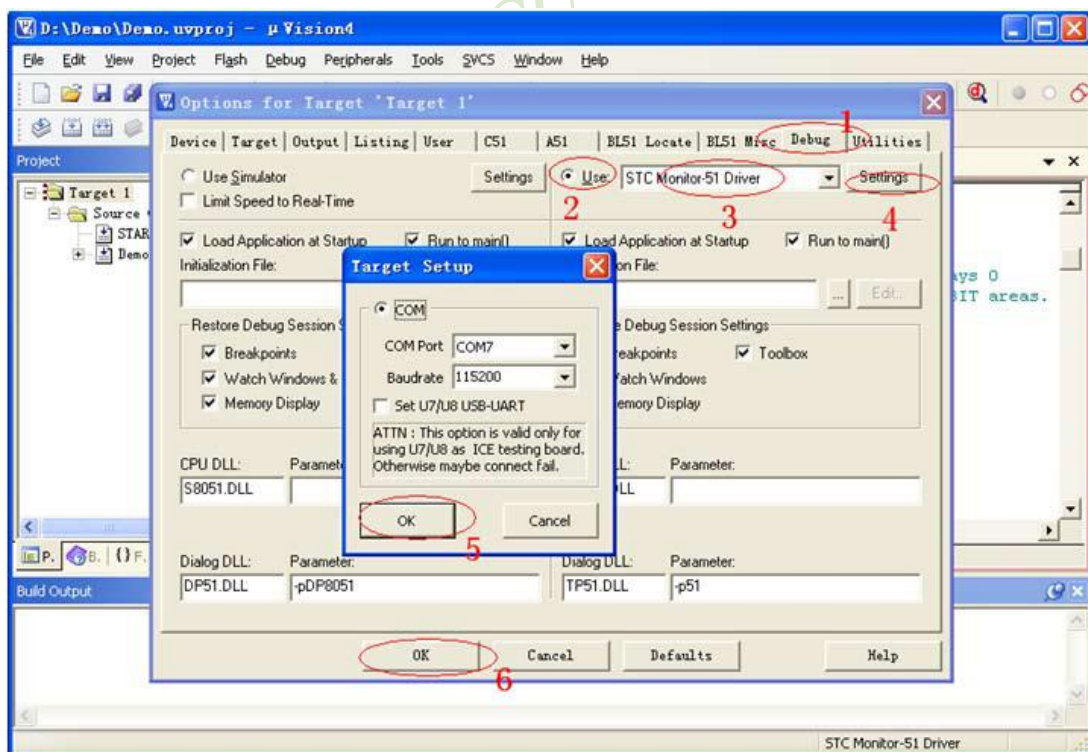 D:\Demo\Demo.uvproj - µVision4
File Edit View Project Flash Debug Peripherals Tools SVCS Window Help
Options for Target 'Target 1'
Device Target Output Listing User C51 A51 BL51 Locate BL51 Misc Debug Utilities
1
Project
Use Simulator
Settings
Use: STC Monitor-51 Driver
Settings
Limit Speed to Real-Time
2
3
4
Target 1
Source
STAR
Demo
Load Application at Startup
Run to main()
Load Application at Startup
Run to main()
Initialization File:
on File:
...
Edit...
ays 0
BIT areas.
Restore Debug Session S
Breakpoints
Watch Windows &
Memory Display
e Debug Session Settings
reakpoints
Toolbox
Watch Windows
emory Display
Target Setup
COM
COM Port COM7
Baudrate 115200
Set U7/U8 USB-UART
ATTN : This option is valid only for
using U7/U8 as ICE testing board.
Otherwise maybe connect fail.
OK
Cancel
5
CPU DLL:
Paramet
S8051.DLL
LL:
Parameter:
LL
Dialog DLL:
Parameter:
DP51.DLL
-pDP8051
Dialog DLL:
Parameter:
TP51.DLL
-p51
P. B. {} F.
Build Output
OK
Cancel
Defaults
Help
6
STC Monitor-51 Driver